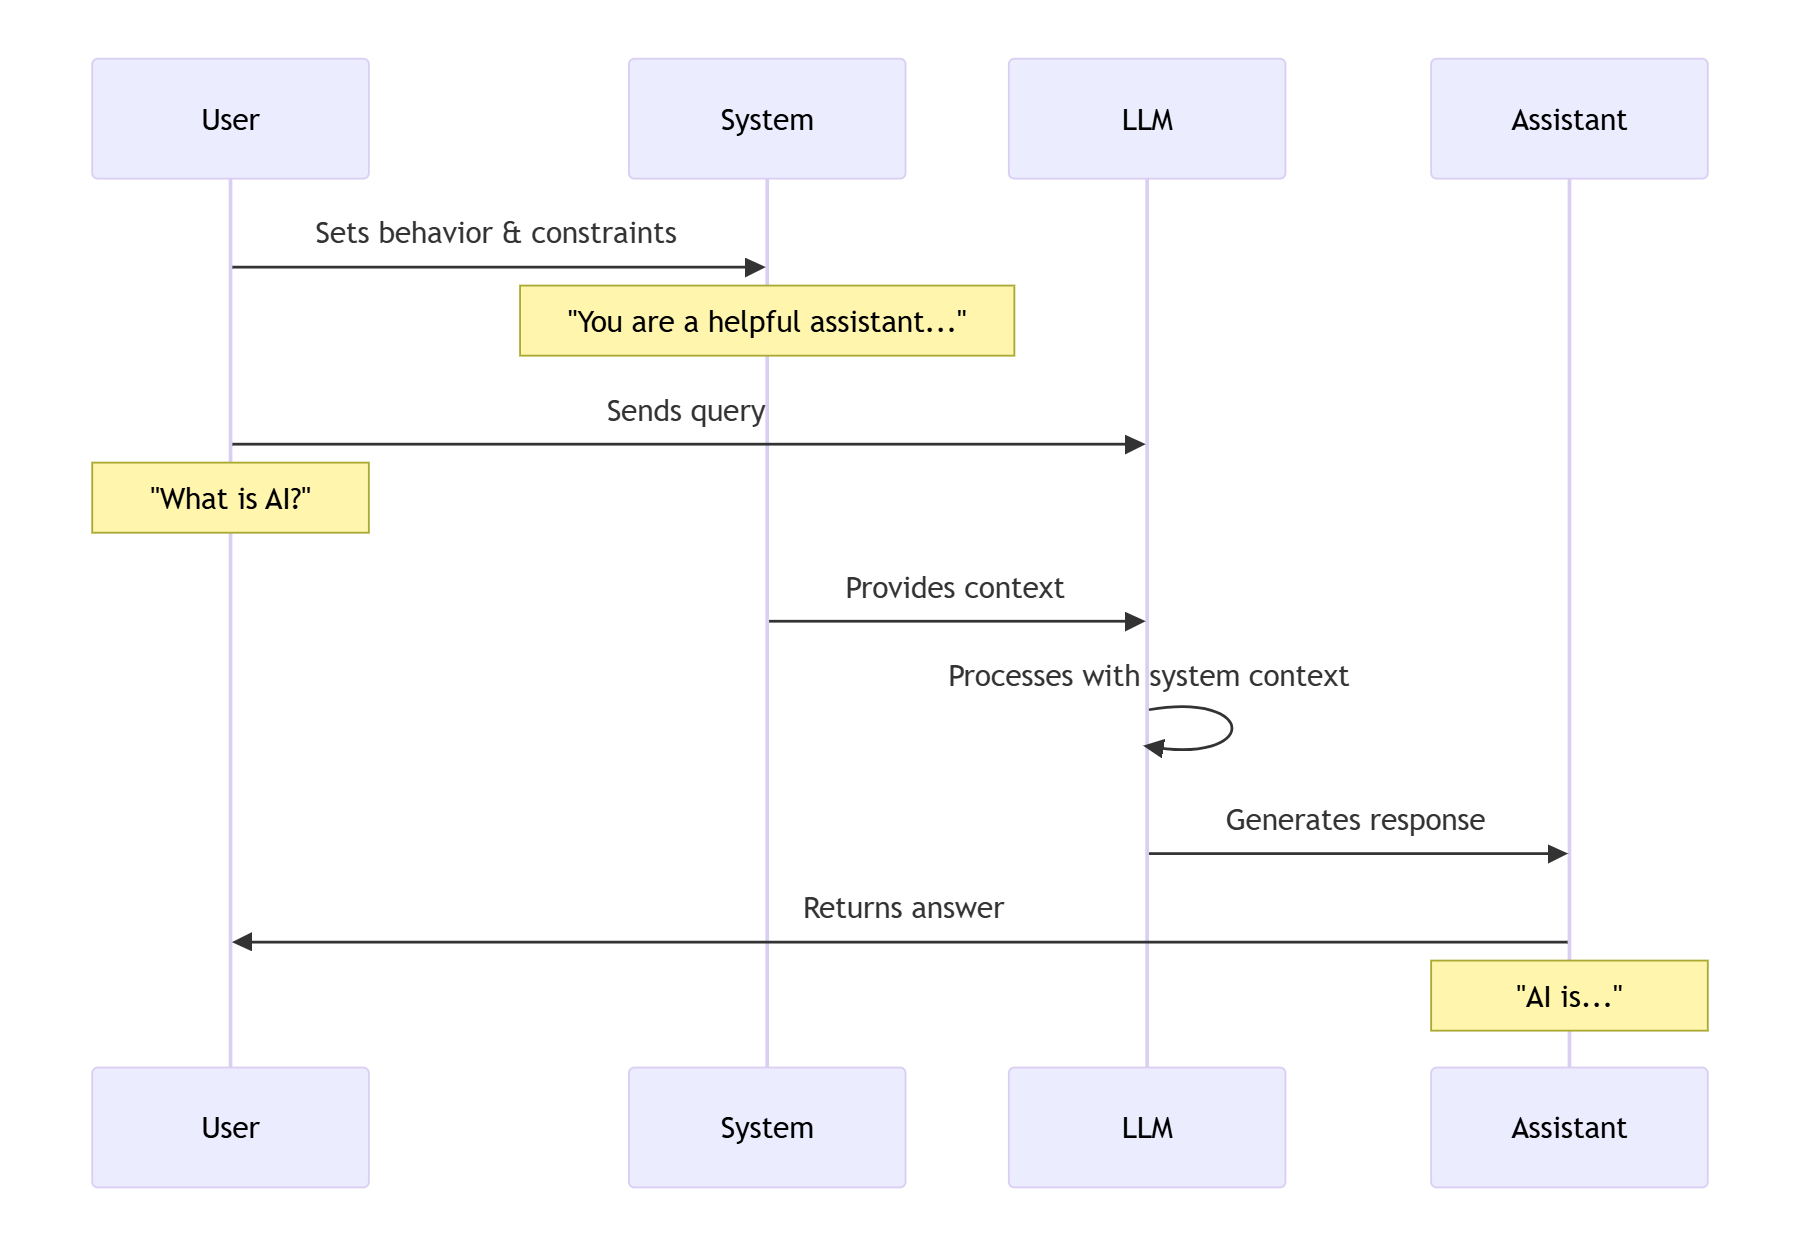 User
System
LLM
Assistant
Sets behavior & constraints
"You are a helpful assistant..."
Sends query
"What is AI?"
Provides context
Processes with system context
Generates response
Returns answer
"AI is..."
User
System
LLM
Assistant